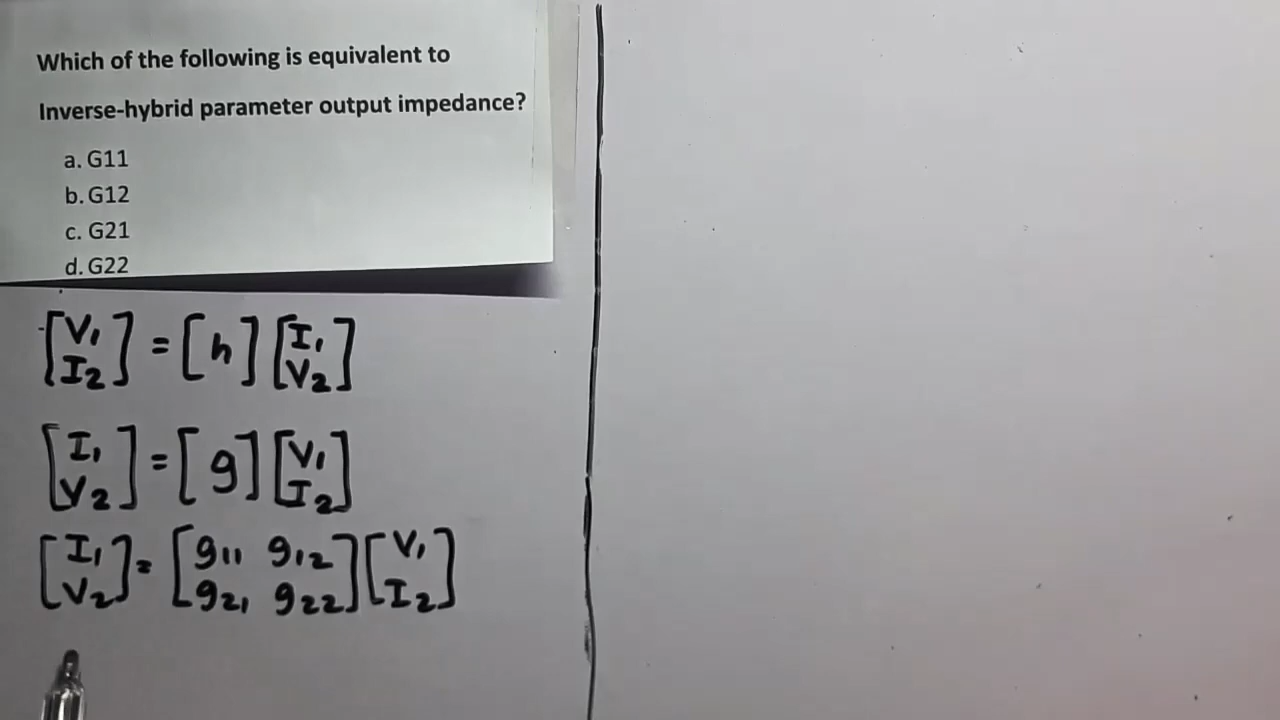 Which of the following is equivalent to
Inverse-hybrid parameter output impedance?
a. G11
b. G12
c. G21
d. G22
[V1 I2] = [h] [I1 V2]
[I1 V2] = [g] [V1 I2]
[I1 V2] = [g11 g12 g21 g22] [V1 I2]